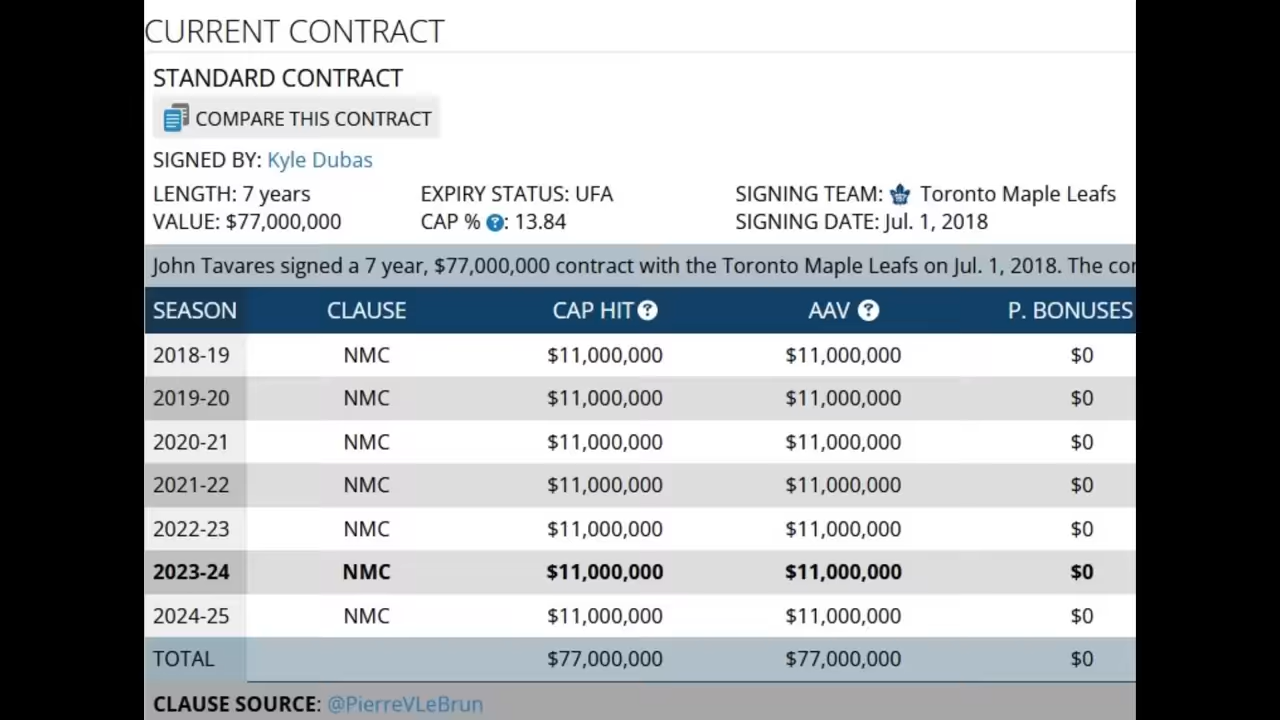 CURRENT CONTRACT
STANDARD CONTRACT
COMPARE THIS CONTRACT
SIGNED BY: Kyle Dubas
LENGTH: 7 years EXPIRY STATUS: UFA SIGNING TEAM: Toronto Maple Leafs
VALUE: $77,000,000 CAP % ?: 13.84 SIGNING DATE: Jul. 1, 2018
John Tavares signed a 7 year, $77,000,000 contract with the Toronto Maple Leafs on Jul. 1, 2018. The cor
SEASON CLAUSE CAP HIT ? AAV ? P. BONUSES
2018-19 NMC $11,000,000 $11,000,000 $0
2019-20 NMC $11,000,000 $11,000,000 $0
2020-21 NMC $11,000,000 $11,000,000 $0
2021-22 NMC $11,000,000 $11,000,000 $0
2022-23 NMC $11,000,000 $11,000,000 $0
2023-24 NMC $11,000,000 $11,000,000 $0
2024-25 NMC $11,000,000 $11,000,000 $0
TOTAL $77,000,000 $77,000,000 $0
CLAUSE SOURCE: @PierreVLeBrun